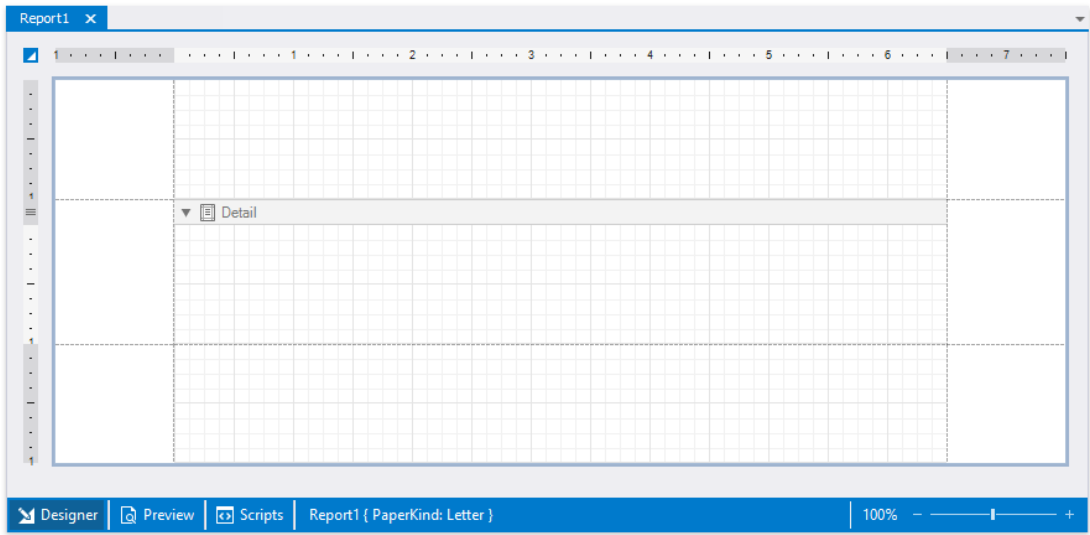 Report1
1 1 2 3 4 5 6 7
1
Detail
1
1
Designer Preview Scripts Report1 { PaperKind: Letter } 100% − +